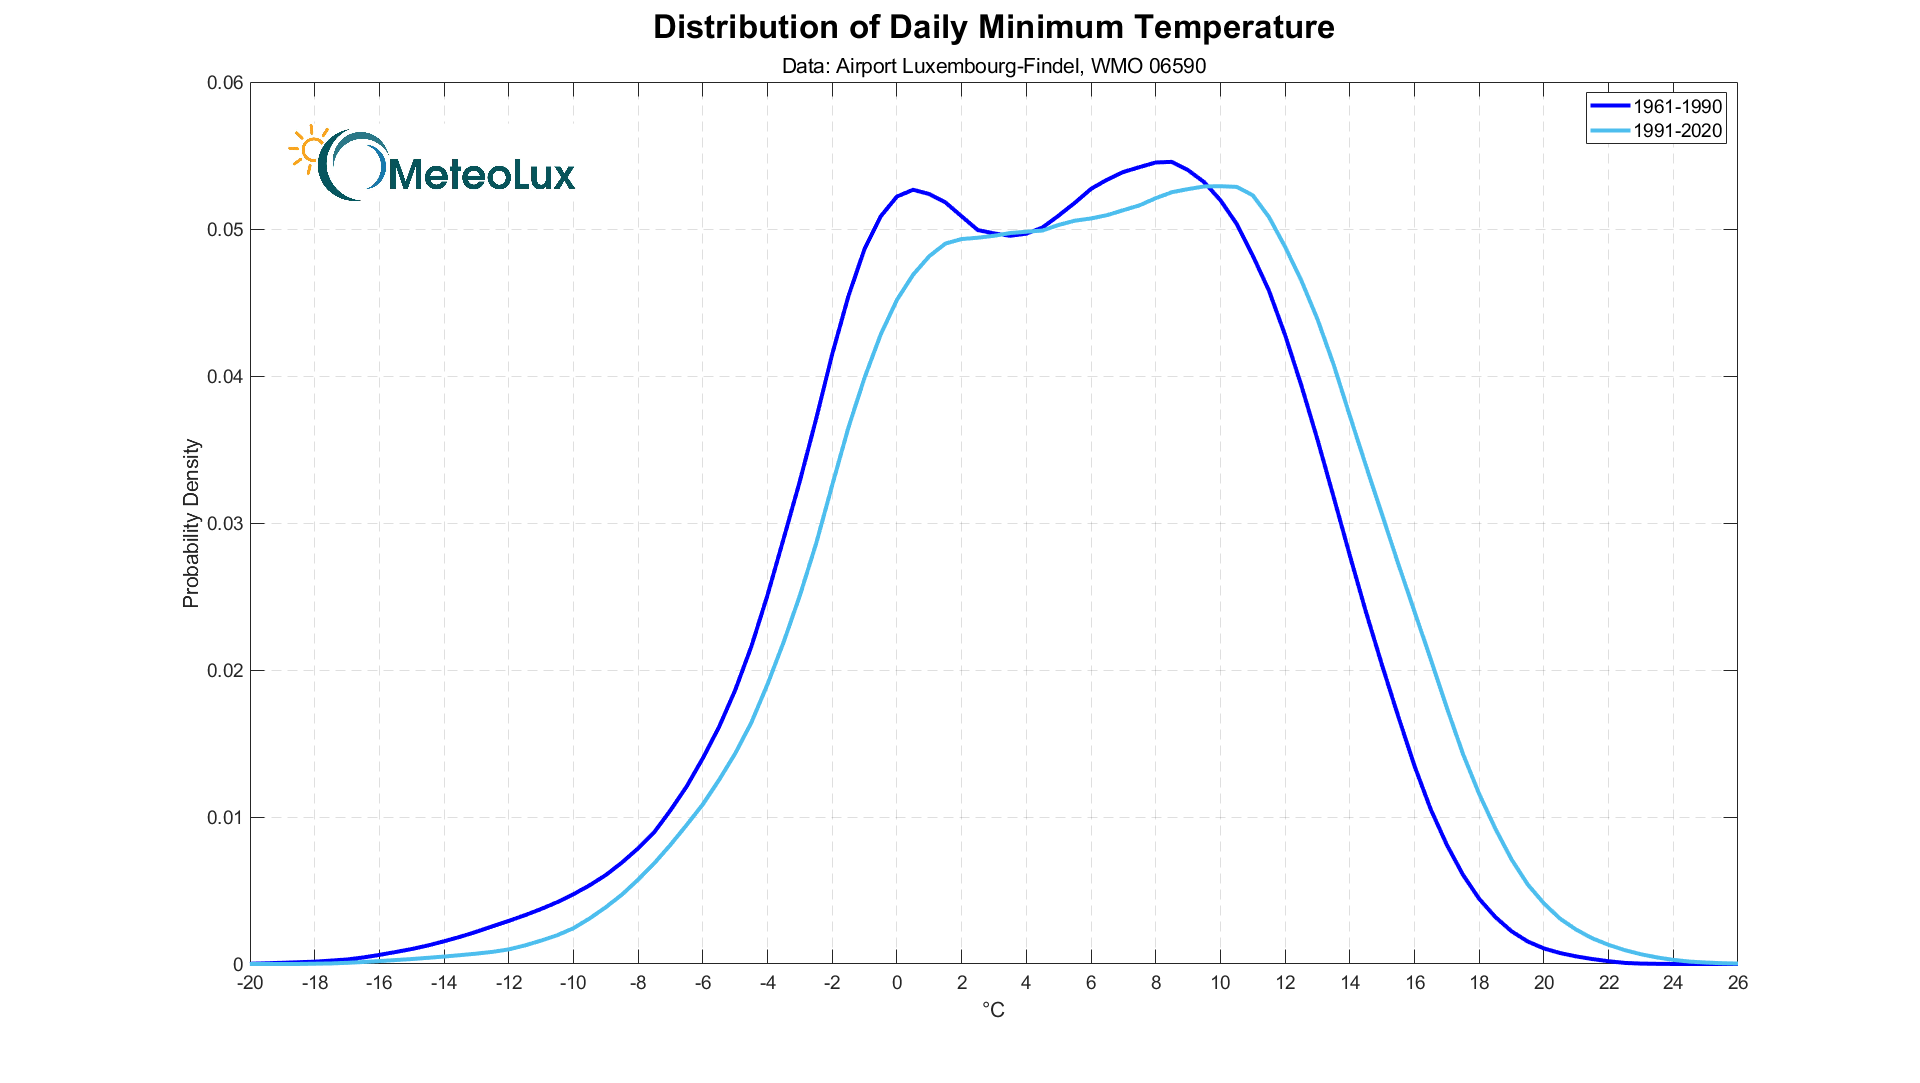 Distribution of Daily Minimum Temperature
Data: Airport Luxembourg-Findel, WMO 06590
MeteoLux
1961-1990
1991-2020
Probability Density
0.06
0.05
0.04
0.03
0.02
0.01
0
-20 -18 -16 -14 -12 -10 -8 -6 -4 -2 0 2 4 6 8 10 12 14 16 18 20 22 24 26
°C